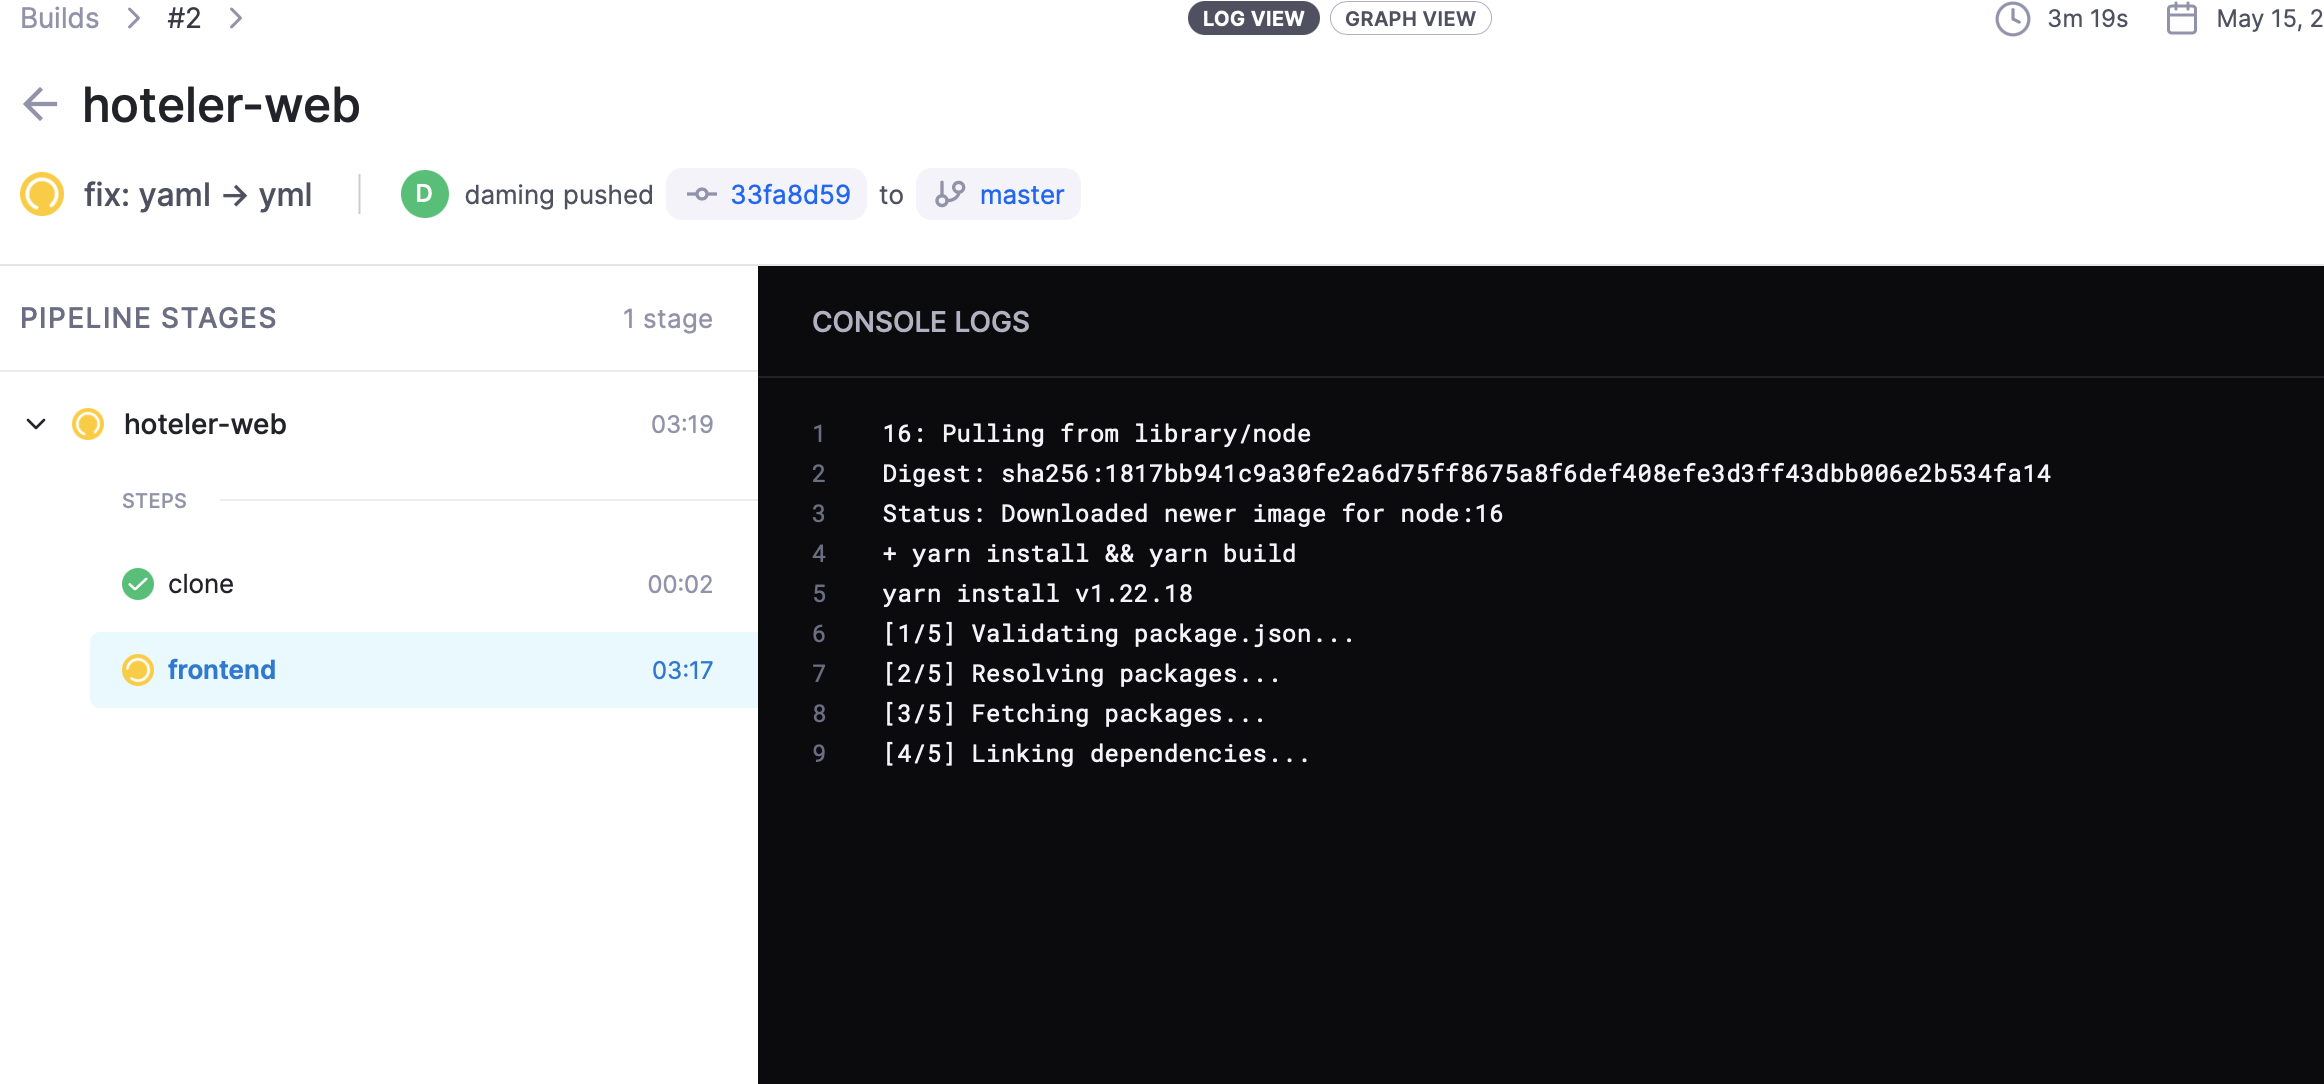 Builds > #2 >
LOG VIEW GRAPH VIEW
3m 19s May 15, 2
hoteler-web
fix: yaml → yml
D daming pushed 33fa8d59 to master
PIPELINE STAGES 1 stage
hoteler-web 03:19
STEPS
clone 00:02
frontend 03:17
CONSOLE LOGS
1 16: Pulling from library/node
2 Digest: sha256:1817bb941c9a30fe2a6d75ff8675a8f6def408efe3d3ff43dbb006e2b534fa14
3 Status: Downloaded newer image for node:16
4 + yarn install && yarn build
5 yarn install v1.22.18
6 [1/5] Validating package.json...
7 [2/5] Resolving packages...
8 [3/5] Fetching packages...
9 [4/5] Linking dependencies...